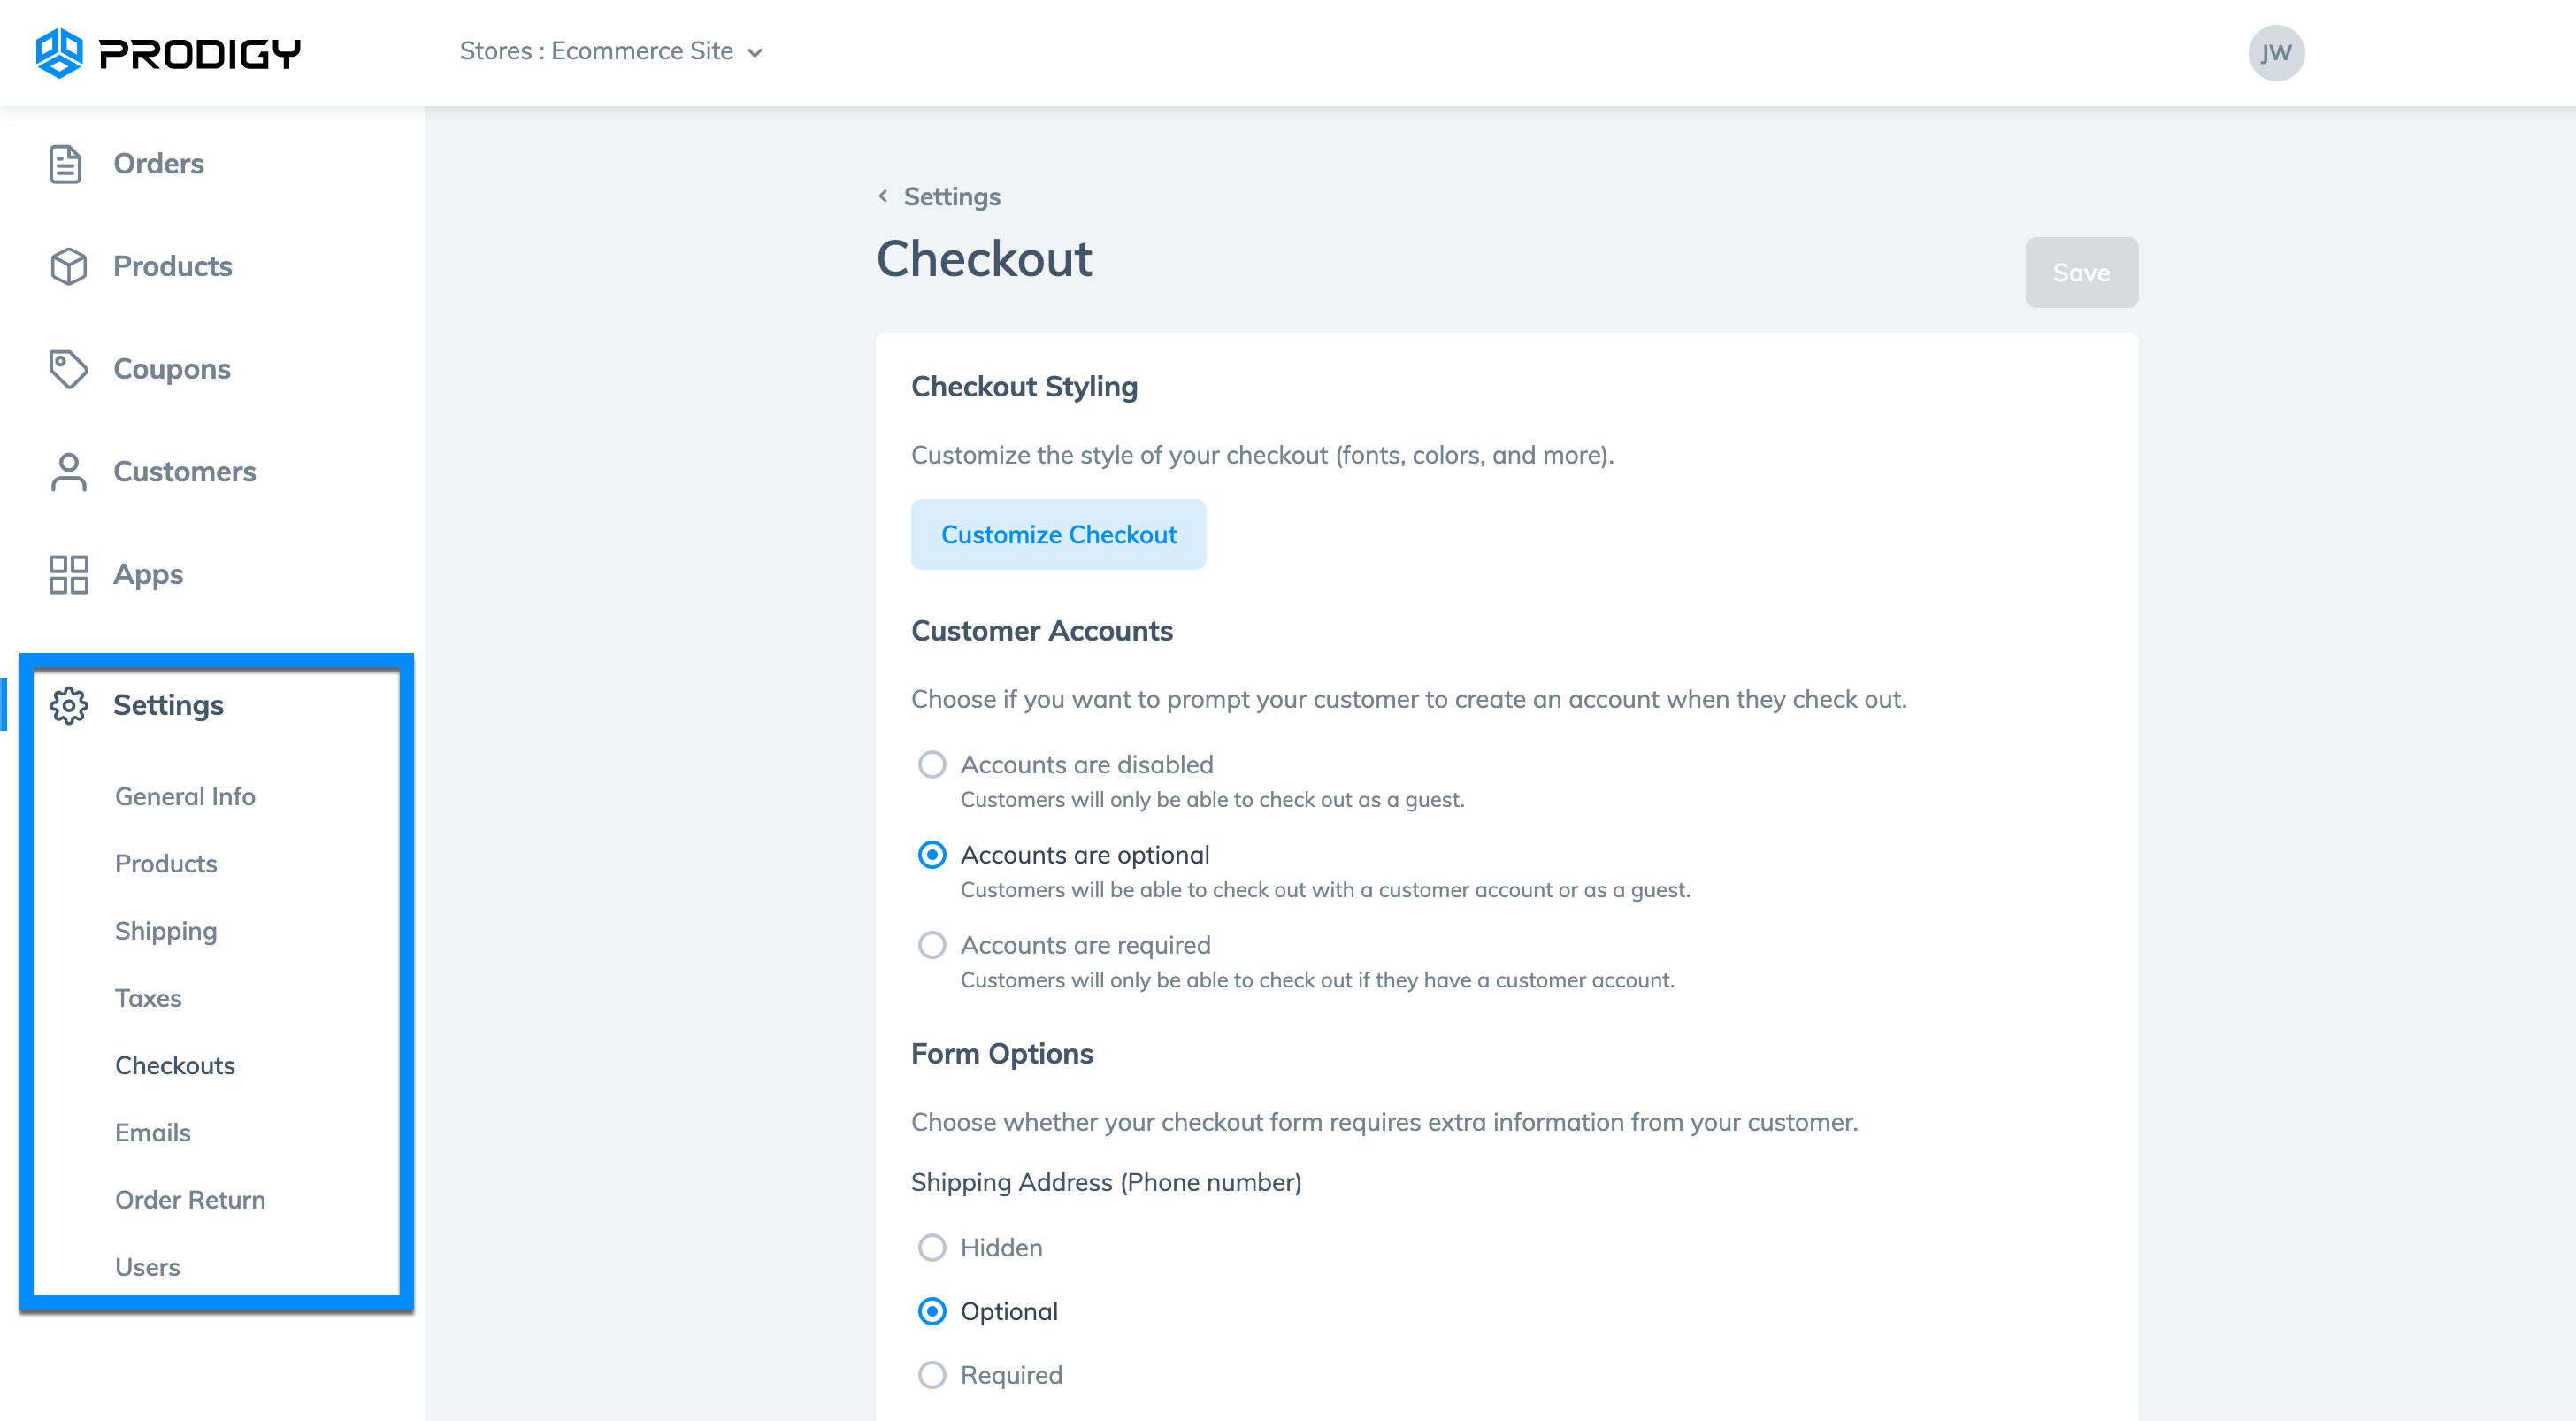 PRODIGY
Stores : Ecommerce Site
JW
Orders
Products
Coupons
Customers
Apps
Settings
General Info
Products
Shipping
Taxes
Checkouts
Emails
Order Return
Users
Settings
Checkout
Save
Checkout Styling
Customize the style of your checkout (fonts, colors, and more).
Customize Checkout
Customer Accounts
Choose if you want to prompt your customer to create an account when they check out.
Accounts are disabled
Customers will only be able to check out as a guest.
Accounts are optional
Customers will be able to check out with a customer account or as a guest.
Accounts are required
Customers will only be able to check out if they have a customer account.
Form Options
Choose whether your checkout form requires extra information from your customer.
Shipping Address (Phone number)
Hidden
Optional
Required